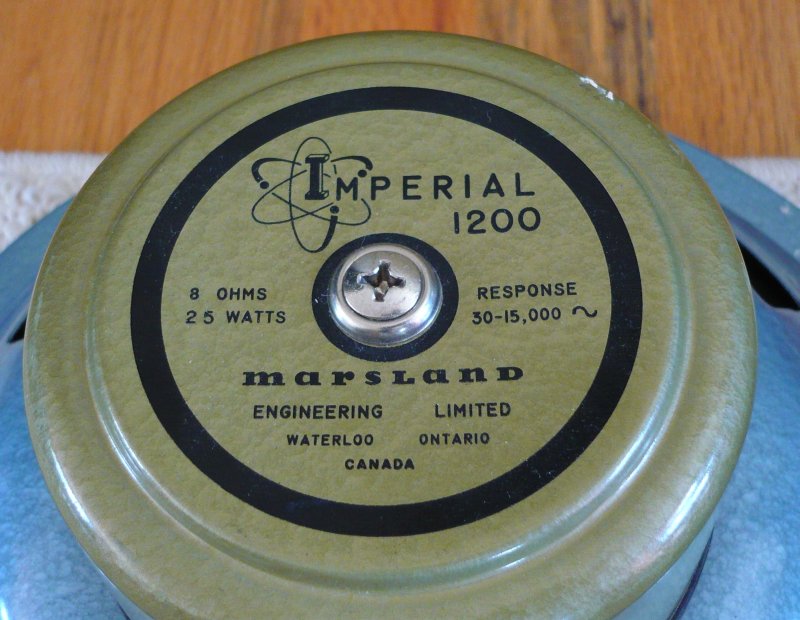 IMPERIAL
1200
8 OHMS
25 WATTS
RESPONSE
30-15,000 ~
marsLand
ENGINEERING LIMITED
WATERLOO ONTARIO
CANADA